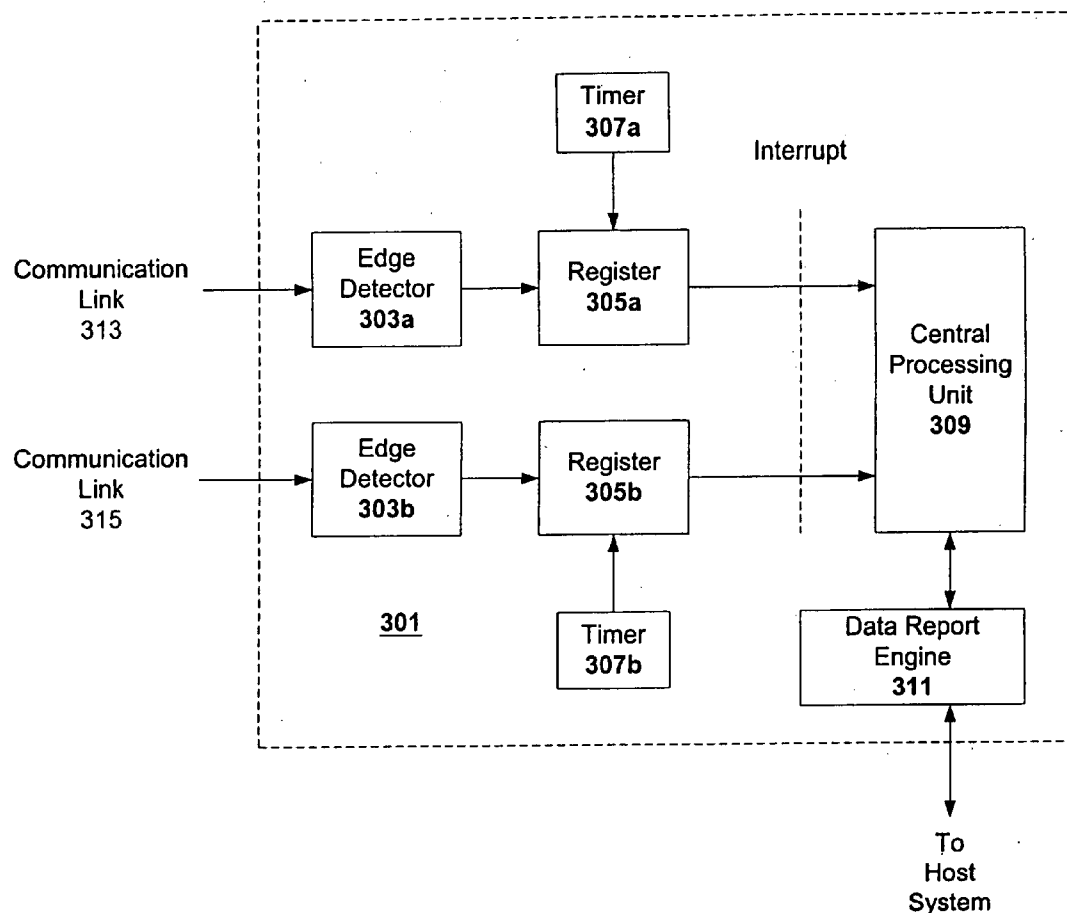 Timer
307a
Interrupt
Communication
Link
313
Edge
Detector
303a
Register
305a
Central
Processing
Unit
309
Communication
Link
315
Edge
Detector
303b
Register
305b
301
Timer
307b
Data Report
Engine
311
To
Host
System